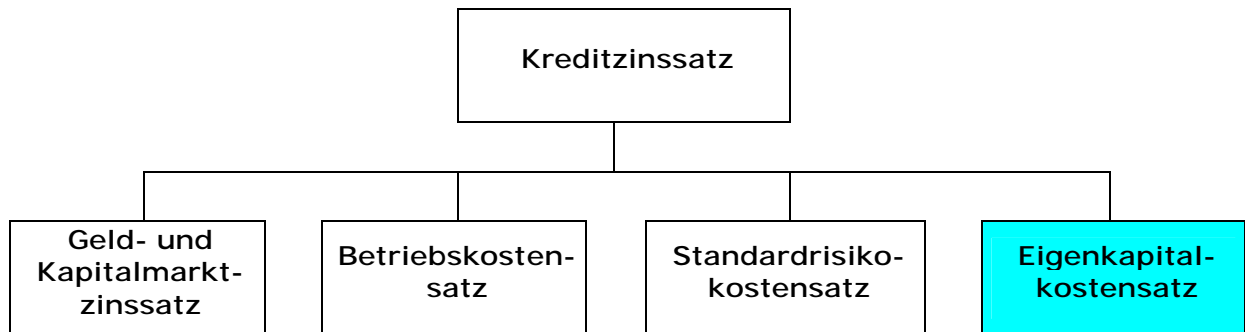 Kreditzinssatz
Geld- und
Kapitalmarkt-
zinssatz
Betriebskosten-
satz
Standardrisiko-
kostensatz
Eigenkapital-
kostensatz